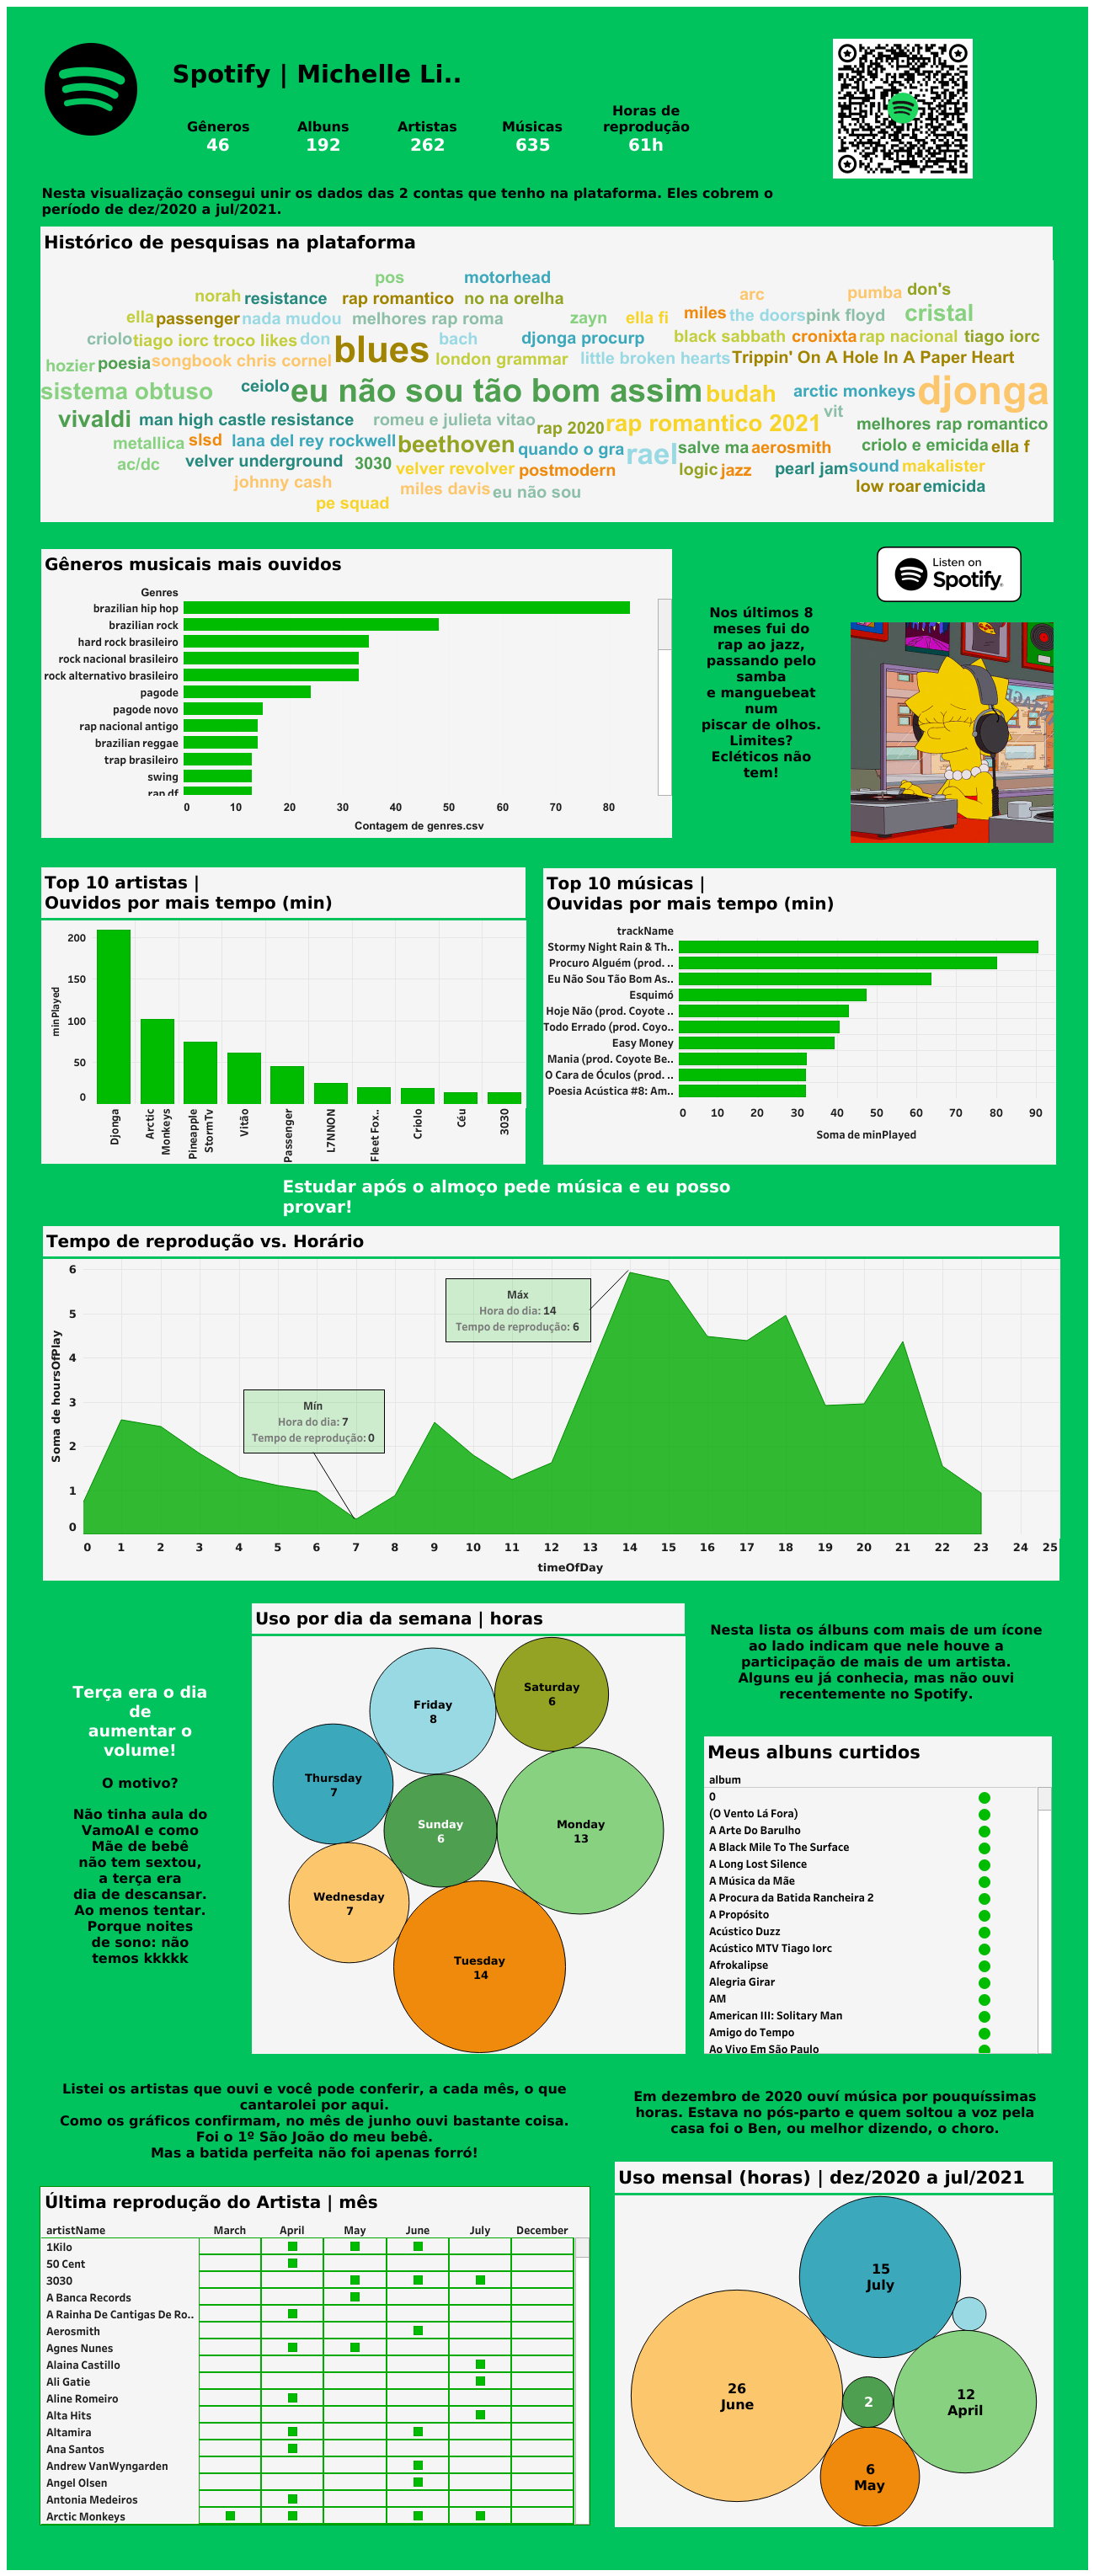 Spotify | Michelle Li..
Gêneros
46
Albuns
192
Artistas
262
Músicas
635
Horas de
reprodução
61h
Nesta visualização consegui unir os dados das 2 contas que tenho na plataforma. Eles cobrem o
período de dez/2020 a jul/2021.
Histórico de pesquisas na plataforma
pos motorhead
norah resistance rap romantico no na orelha arc pumba don's
ella passenger nada mudou melhores rap roma zayn ella fi miles the doors pink floyd cristal
criolo tiago iorc troco likes don blues bach djonga procurp black sabbath cronixta rap nacional tiago iorc
hozier poesia songbook chris cornel london grammar little broken hearts Trippin' On A Hole In A Paper Heart
sistema obtuso ceiolo eu não sou tão bom assim budah arctic monkeys djonga
vivaldi man high castle resistance romeu e julieta vitao rap 2020 rap romantico 2021 vit melhores rap romantico
metallica slsd lana del rey rockwell beethoven quando o gra rael salve ma aerosmith criolo e emicida ella f
ac/dc velver underground 3030 velver revolver postmodern logic jazz pearl jam sound makalister
johnny cash miles davis eu não sou low roar emicida
pe squad
Gêneros musicais mais ouvidos
Genres
brazilian hip hop
brazilian rock
hard rock brasileiro
rock nacional brasileiro
rock alternativo brasileiro
pagode
pagode novo
rap nacional antigo
brazilian reggae
trap brasileiro
swing
rap df
0 10 20 30 40 50 60 70 80
Contagem de genres.csv
Nos últimos 8
meses fui do
rap ao jazz,
passando pelo
samba
e manguebeat
num
piscar de olhos.
Limites?
Ecléticos não
tem!
Listen on
Spotify
Top 10 artistas |
Ouvidos por mais tempo (min)
minPlayed
200
150
100
50
0
Djonga
Arctic
Monkeys
Pineapple
StormTv
Vitão
Passenger
L7NNON
Fleet Fox..
Criolo
Céu
3030
Top 10 músicas |
Ouvidas por mais tempo (min)
trackName
Stormy Night Rain & Th..
Procuro Alguém (prod. ..
Eu Não Sou Tão Bom As..
Esquimó
Hoje Não (prod. Coyote ..
Todo Errado (prod. Coyo..
Easy Money
Mania (prod. Coyote Be..
O Cara de Óculos (prod. ..
Poesia Acústica #8: Am..
0 10 20 30 40 50 60 70 80 90
Soma de minPlayed
Estudar após o almoço pede música e eu posso
provar!
Tempo de reprodução vs. Horário
Soma de hoursOfPlay
6
5
4
3
2
1
0
Máx
Hora do dia: 14
Tempo de reprodução: 6
Mín
Hora do dia: 7
Tempo de reprodução: 0
0 1 2 3 4 5 6 7 8 9 10 11 12 13 14 15 16 17 18 19 20 21 22 23 24 25
timeOfDay
Terça era o dia
de
aumentar o
volume!
O motivo?
Não tinha aula do
VamoAI e como
Mãe de bebê
não tem sextou,
a terça era
dia de descansar.
Ao menos tentar.
Porque noites
de sono: não
temos kkkkk
Uso por dia da semana | horas
Friday
8
Saturday
6
Thursday
7
Sunday
6
Monday
13
Wednesday
7
Tuesday
14
Nesta lista os álbuns com mais de um ícone
ao lado indicam que nele houve a
participação de mais de um artista.
Alguns eu já conhecia, mas não ouvi
recentemente no Spotify.
Meus albuns curtidos
album
0
(O Vento Lá Fora)
A Arte Do Barulho
A Black Mile To The Surface
A Long Lost Silence
A Música da Mãe
A Procura da Batida Rancheira 2
A Propósito
Acústico Duzz
Acústico MTV Tiago Iorc
Afrokalipse
Alegria Girar
AM
American III: Solitary Man
Amigo do Tempo
Ao Vivo Em São Paulo
Listei os artistas que ouvi e você pode conferir, a cada mês, o que
cantarolei por aqui.
Como os gráficos confirmam, no mês de junho ouvi bastante coisa.
Foi o 1º São João do meu bebê.
Mas a batida perfeita não foi apenas forró!
Última reprodução do Artista | mês
artistName March April May June July December
1Kilo
50 Cent
3030
A Banca Records
A Rainha De Cantigas De Ro..
Aerosmith
Agnes Nunes
Alaina Castillo
Ali Gatie
Aline Romeiro
Alta Hits
Altamira
Ana Santos
Andrew VanWyngarden
Angel Olsen
Antonia Medeiros
Arctic Monkeys
Em dezembro de 2020 ouví música por pouquíssimas
horas. Estava no pós-parto e quem soltou a voz pela
casa foi o Ben, ou melhor dizendo, o choro.
Uso mensal (horas) | dez/2020 a jul/2021
15
July
26
June
2
12
April
6
May